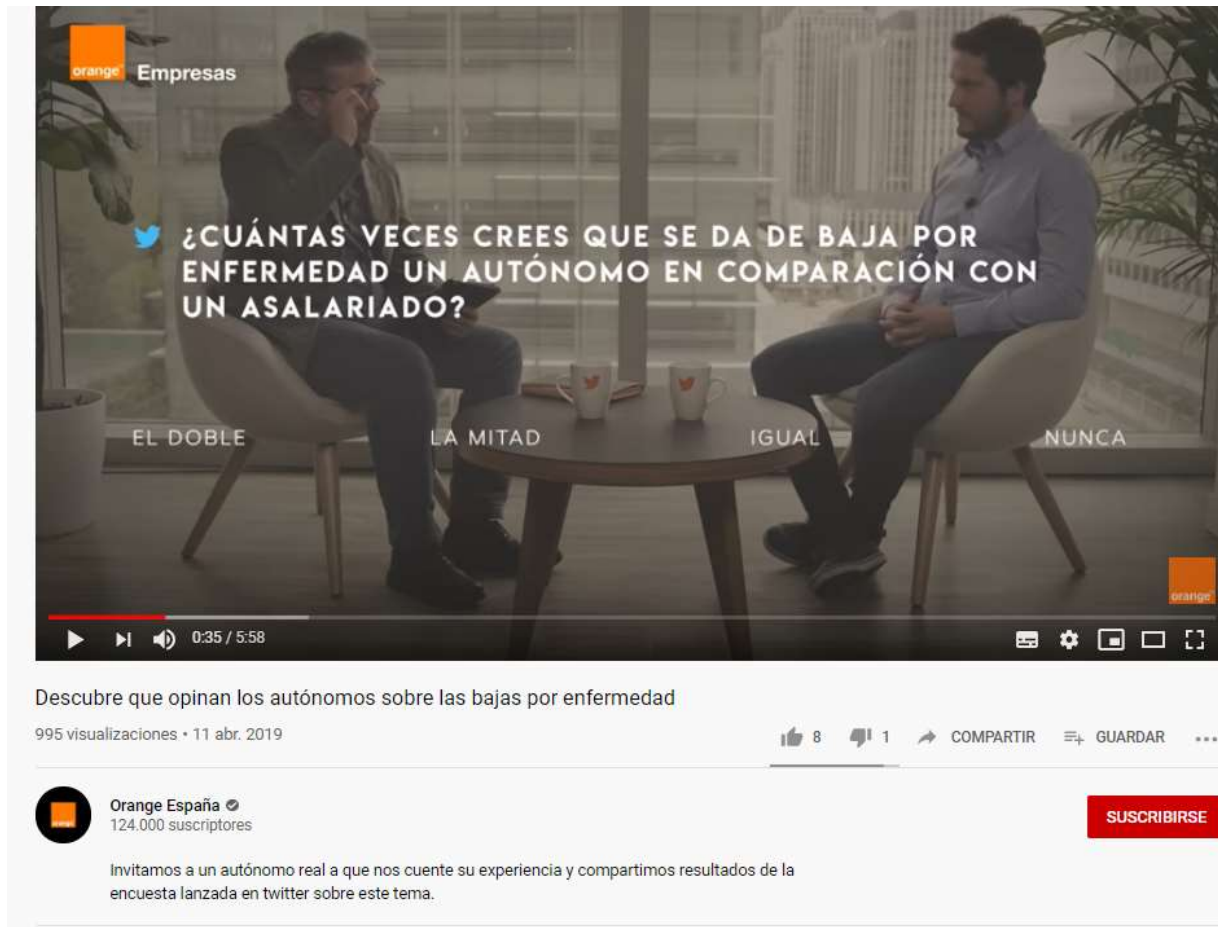 orange
Empresas
¿CUÁNTAS VECES CREES QUE SE DA DE BAJA POR
ENFERMEDAD UN AUTÓNOMO EN COMPARACIÓN CON
UN ASALARIADO?
EL DOBLE
LA MITAD
IGUAL
NUNCA
orange
0:35 / 5:58
Descubre que opinan los autónomos sobre las bajas por enfermedad
995 visualizaciones • 11 abr. 2019
8
1
COMPARTIR
GUARDAR
Orange España
124.000 suscriptores
SUSCRIBIRSE
Invitamos a un autónomo real a que nos cuente su experiencia y compartimos resultados de la
encuesta lanzada en twitter sobre este tema.